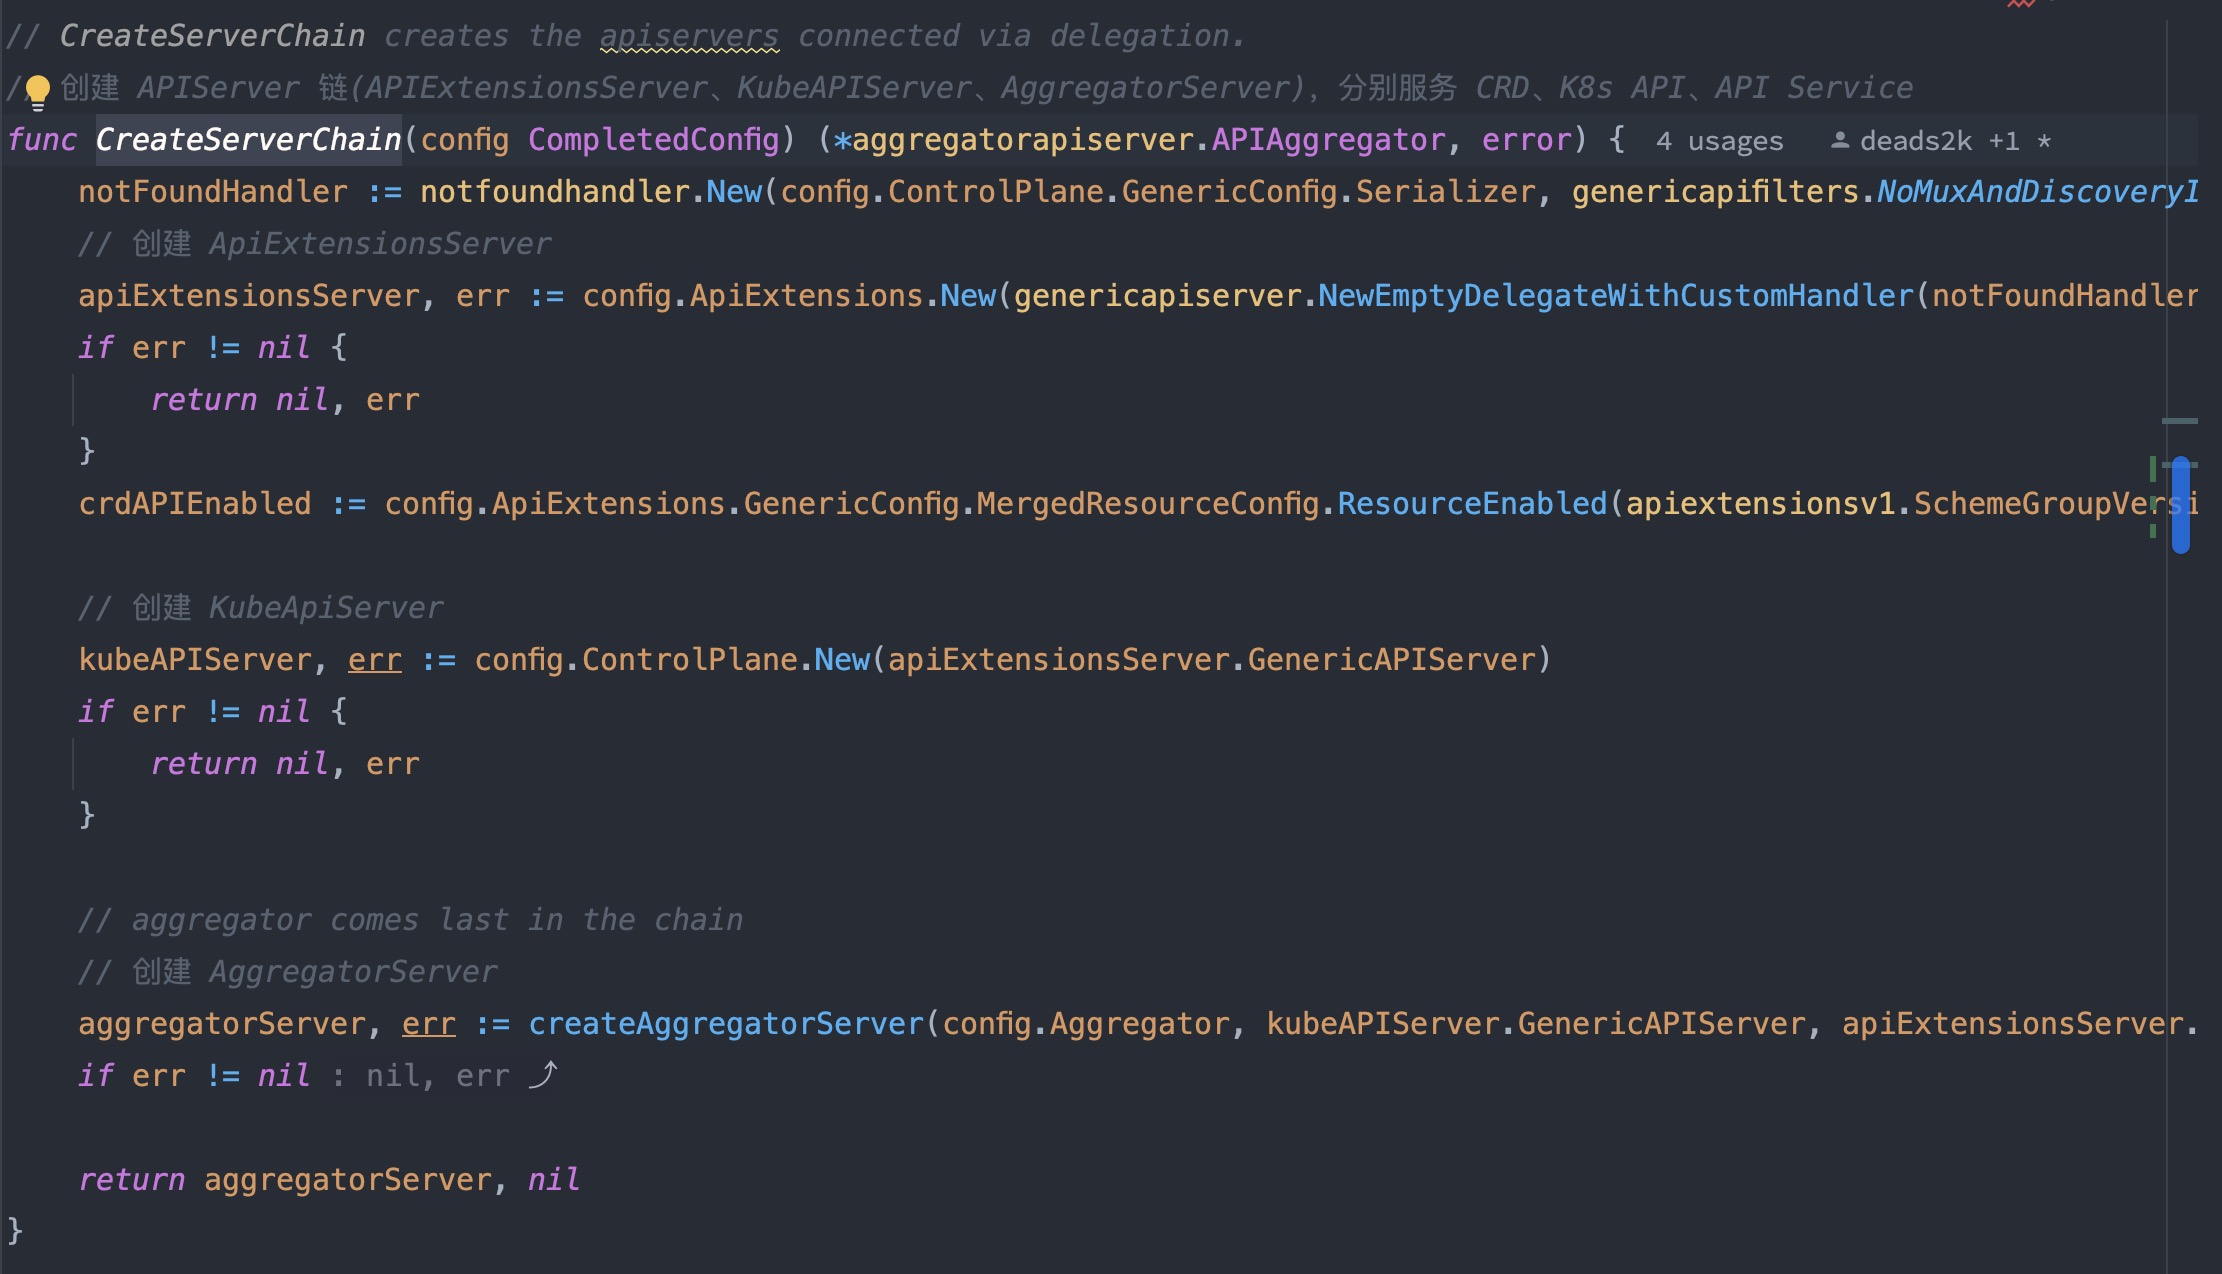 // CreateServerChain creates the apiservers connected via delegation.
// 创建 APIServer 链(APIExtensionsServer、KubeAPIServer、AggregatorServer)，分别服务 CRD、K8s API、API Service
func CreateServerChain(config CompletedConfig) (*aggregatorapiserver.APIAggregator, error) { 4 usages deads2k +1 *
notFoundHandler := notfoundhandler.New(config.ControlPlane.GenericConfig.Serializer, genericapifilters.NoMuxAndDiscoveryI
// 创建 ApiExtensionsServer
apiExtensionsServer, err := config.ApiExtensions.New(genericapiserver.NewEmptyDelegateWithCustomHandler(notFoundHandler
if err != nil {
return nil, err
}
crdAPIEnabled := config.ApiExtensions.GenericConfig.MergedResourceConfig.ResourceEnabled(apiextensionsv1.SchemeGroupVersi
// 创建 KubeApiServer
kubeAPIServer, err := config.ControlPlane.New(apiExtensionsServer.GenericAPIServer)
if err != nil {
return nil, err
}
// aggregator comes last in the chain
// 创建 AggregatorServer
aggregatorServer, err := createAggregatorServer(config.Aggregator, kubeAPIServer.GenericAPIServer, apiExtensionsServer.
if err != nil : nil, err
return aggregatorServer, nil
}